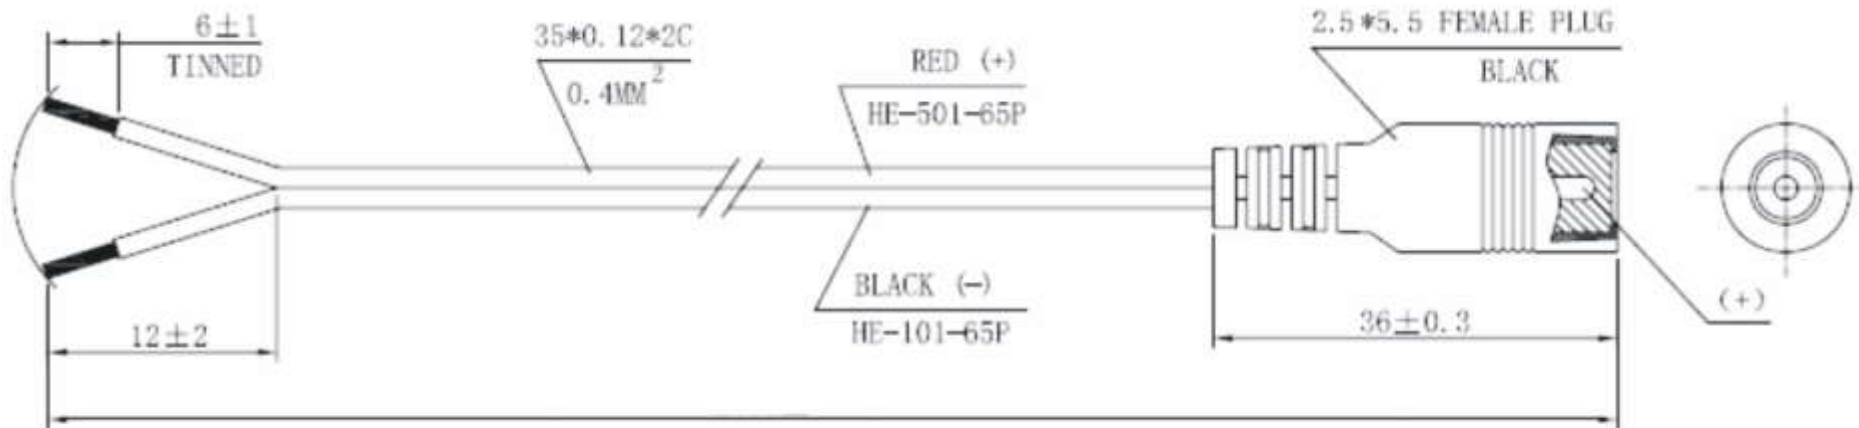 6±1
TINNED
35*0.12*2C
0.4MM²
RED (+)
HE-501-65P
2.5*5.5 FEMALE PLUG
BLACK
BLACK (-)
HE-101-65P
12±2
36±0.3
(+)